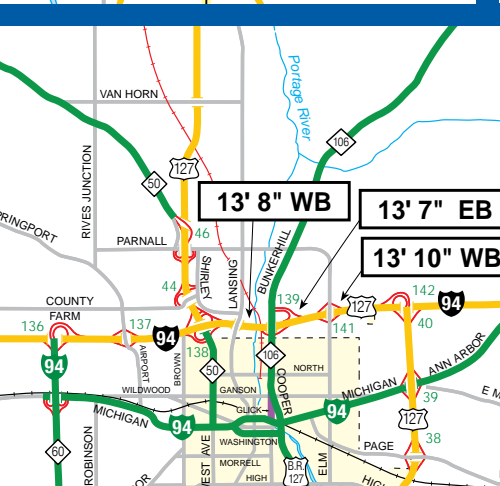 VAN HORN
Portage River
106
127
50
RIVES JUNCTION
13' 8" WB
13' 7" EB
13' 10" WB
46
PARNALL
SHIRLEY
LANSING
BUNKERHILL
44
COUNTY
FARM
136
137
94
138
139
141
127
142
94
40
94
AIRPORT
BROWN
50
106
NORTH
WILDWOOD
GANSON
COOPER
MICHIGAN
ANN ARBOR
39
MICHIGAN
94
GLICK
94
127
WASHINGTON
38
60
ROBINSON
MORRELL
HIGH
B.R.
127
ELM
PAGE